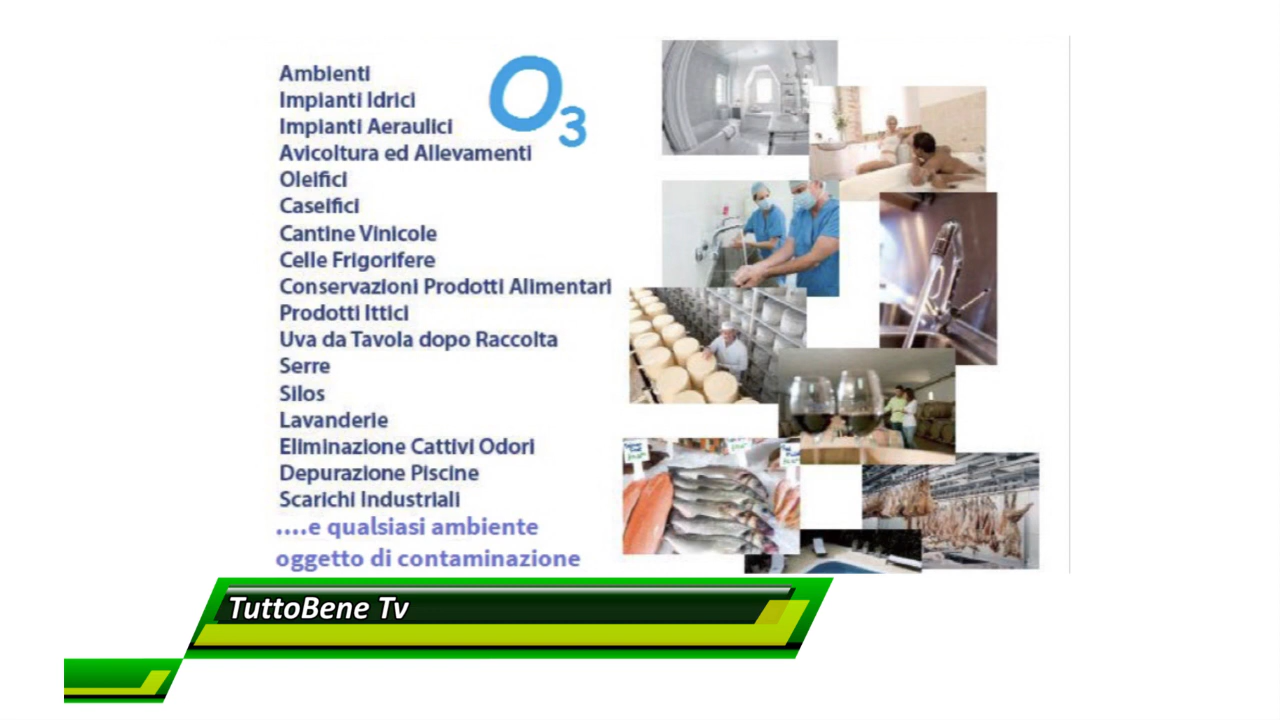 Ambienti
Impianti Idrici
Impianti Aeraulici
Avicoltura ed Allevamenti
Oleifici
Caseifici
Cantine Vinicole
Celle Frigorifere
Conservazioni Prodotti Alimentari
Prodotti Ittici
Uva da Tavola dopo Raccolta
Serre
Silos
Lavanderie
Eliminazione Cattivi Odori
Depurazione Piscine
Scarichi Industriali
....e qualsiasi ambiente
oggetto di contaminazione
O3
TuttoBene Tv